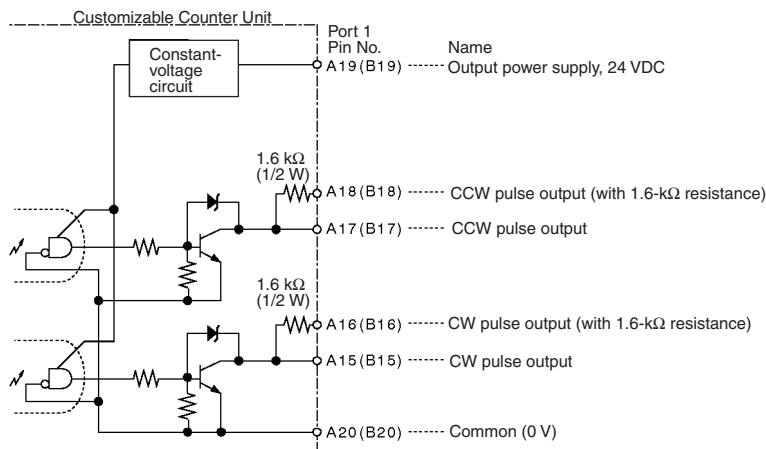 Customizable Counter Unit
Port 1
Pin No.
Name
Constant-
voltage
circuit
A19(B19) ------ Output power supply, 24 VDC
1.6 kΩ
(1/2 W)
A18(B18) ------ CCW pulse output (with 1.6-kΩ resistance)
A17(B17) ------ CCW pulse output
1.6 kΩ
(1/2 W)
A16(B16) ------ CW pulse output (with 1.6-kΩ resistance)
A15(B15) ------ CW pulse output
A20(B20) ------ Common (0 V)